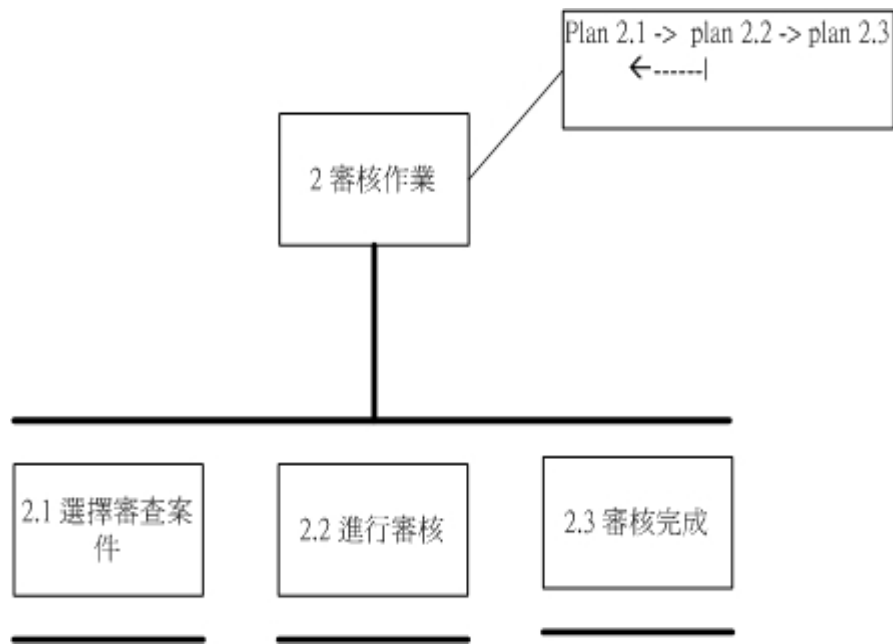 Plan 2.1 -> plan 2.2 -> plan 2.3
←------|
2 審核作業
2.1 選擇審查案
件
2.2 進行審核
2.3 審核完成